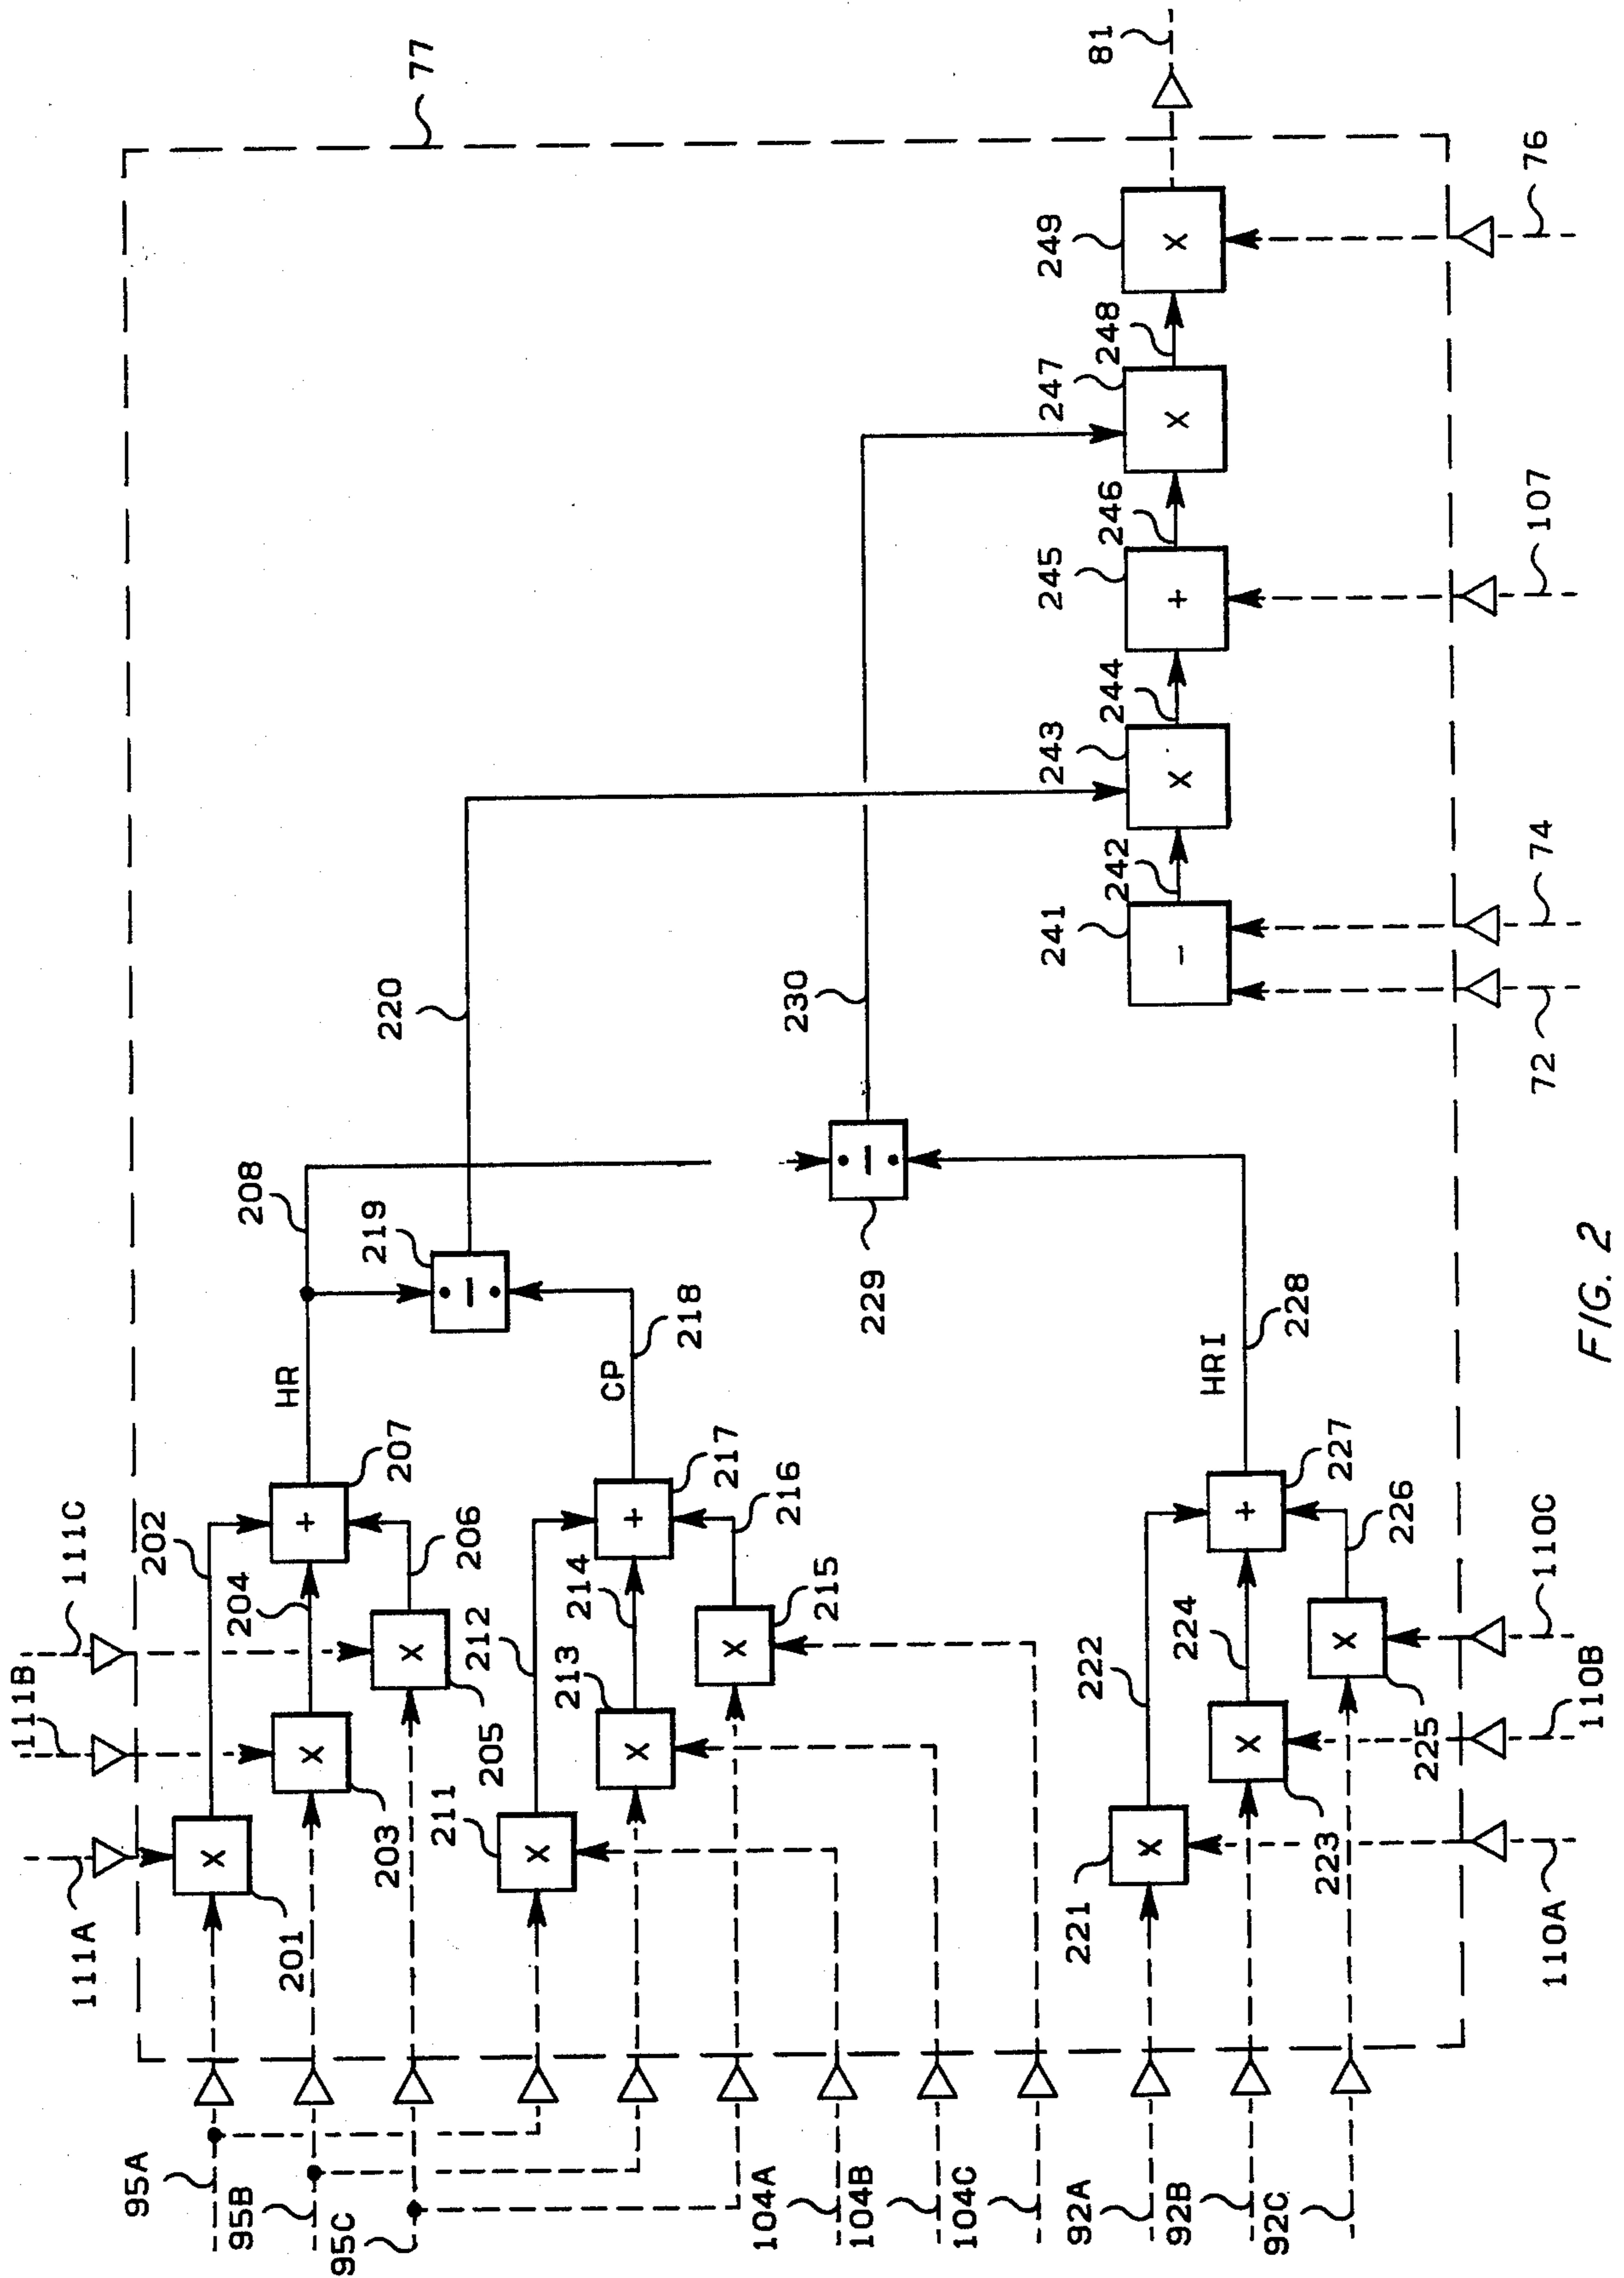 111A
111B
111C
77
95A
95B
95C
104A
104B
104C
92A
92B
92C
201
202
203
204
205
206
207
HR
208
211
212
213
214
215
216
217
CP
218
219
220
221
222
223
224
225
226
227
HRI
228
229
230
241
242
243
244
245
246
247
248
249
81
X
X
X
+
X
X
X
+
X
X
X
+
÷
÷
-
X
+
X
X
110A
110B
110C
72
74
107
76
FIG. 2